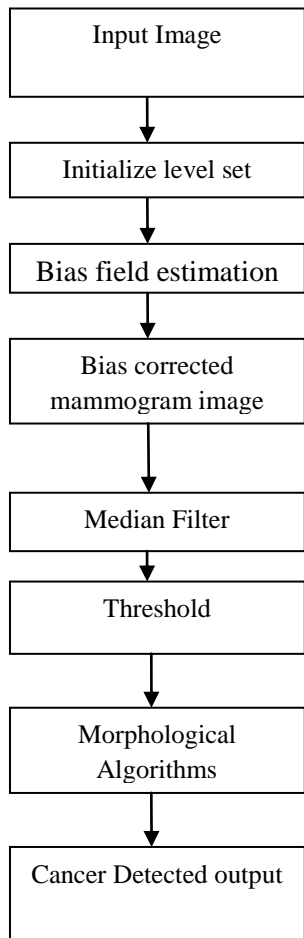 Input Image
Initialize level set
Bias field estimation
Bias corrected
mammogram image
Median Filter
Threshold
Morphological
Algorithms
Cancer Detected output